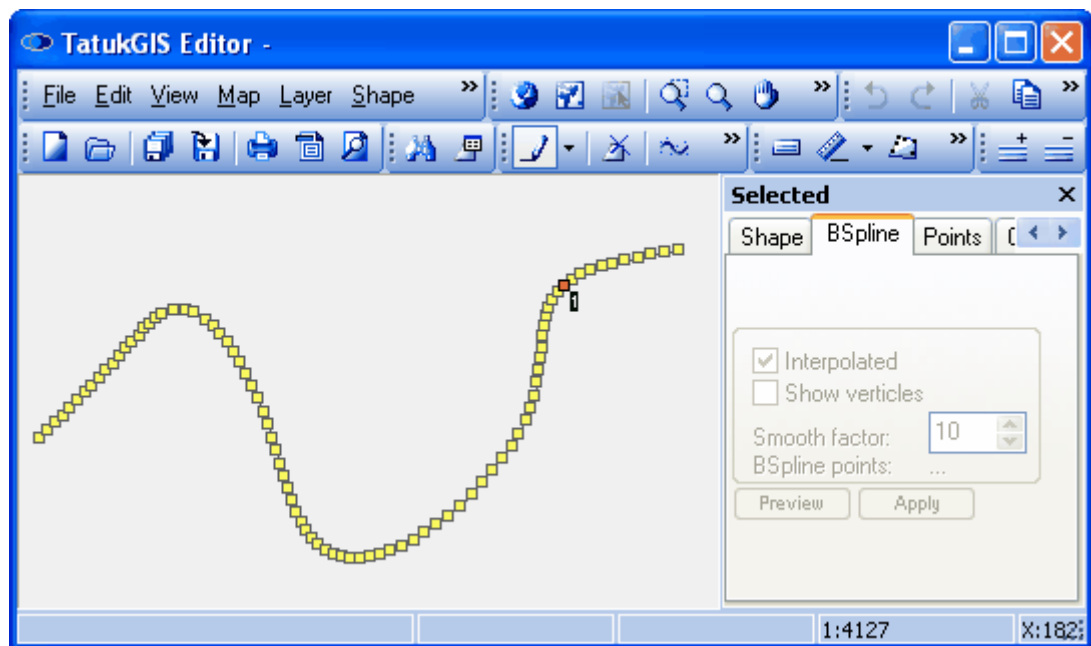 TatukGIS Editor -
File Edit View Map Layer Shape
Selected
Shape BSpline Points
1
Interpolated
Show verticles
Smooth factor: 10
BSpline points: ...
Preview Apply
1:4127 X:182